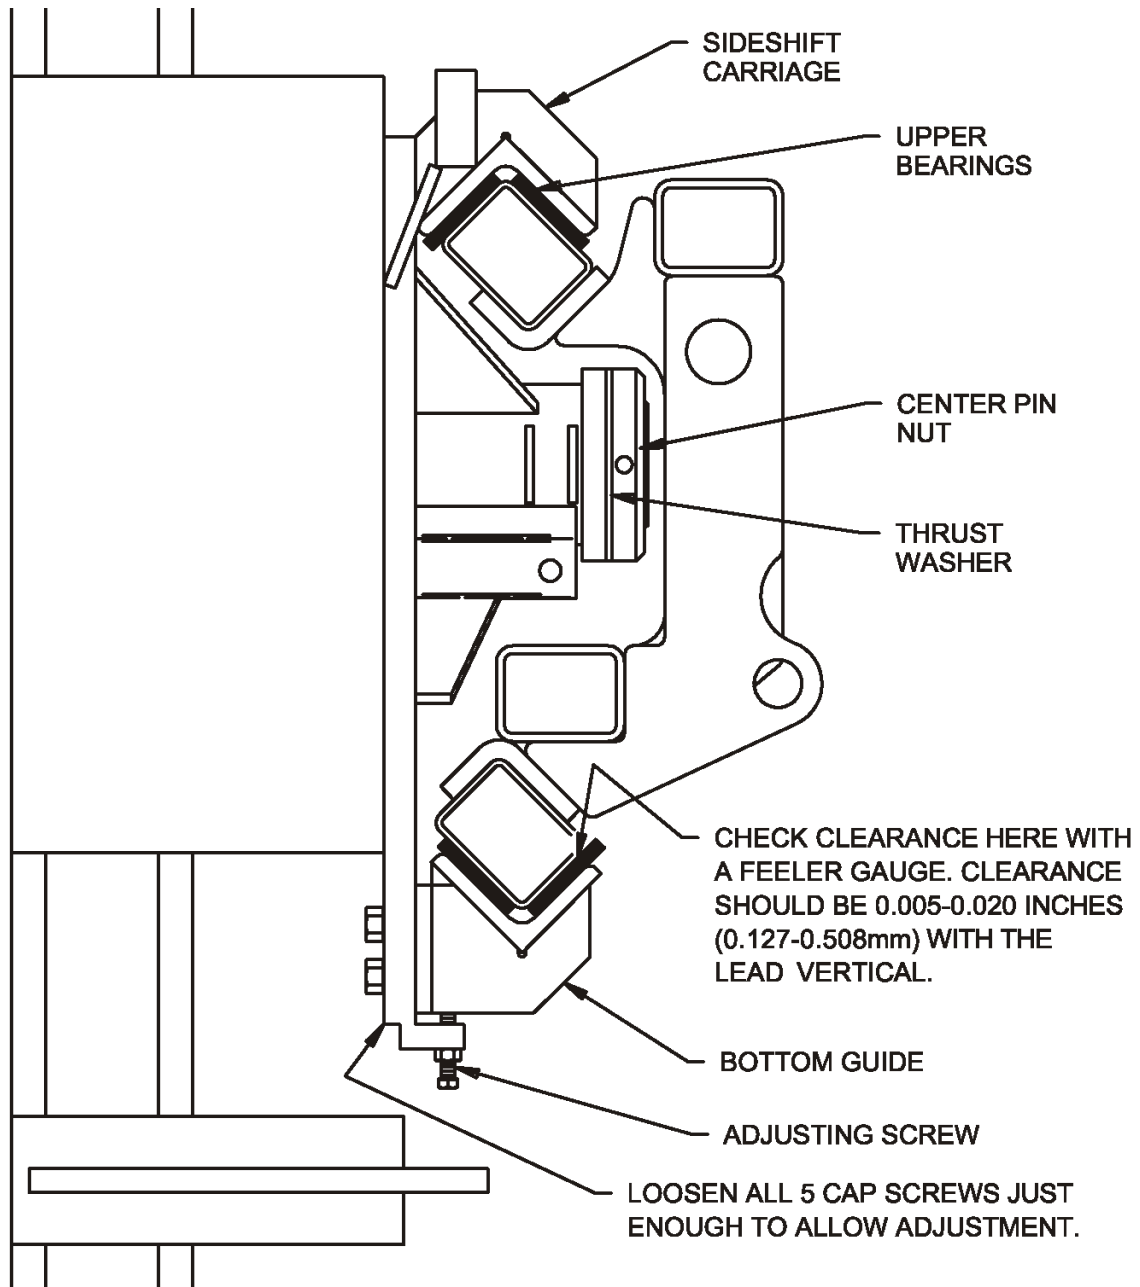 SIDESHIFT
CARRIAGE
UPPER
BEARINGS
CENTER PIN
NUT
THRUST
WASHER
CHECK CLEARANCE HERE WITH
A FEELER GAUGE. CLEARANCE
SHOULD BE 0.005-0.020 INCHES
(0.127-0.508mm) WITH THE
LEAD VERTICAL.
BOTTOM GUIDE
ADJUSTING SCREW
LOOSEN ALL 5 CAP SCREWS JUST
ENOUGH TO ALLOW ADJUSTMENT.